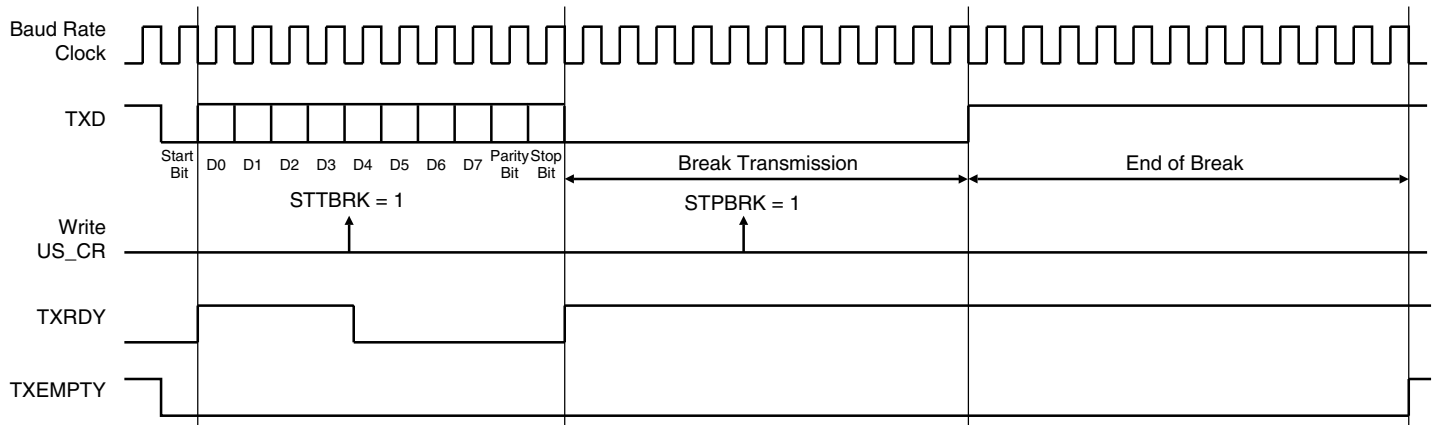 Baud Rate
Clock
TXD
Start
Bit
D0 D1 D2 D3 D4 D5 D6 D7
Parity
Bit
Stop
Bit
Break Transmission
End of Break
STTBRK = 1
STPBRK = 1
Write
US_CR
TXRDY
TXEMPTY